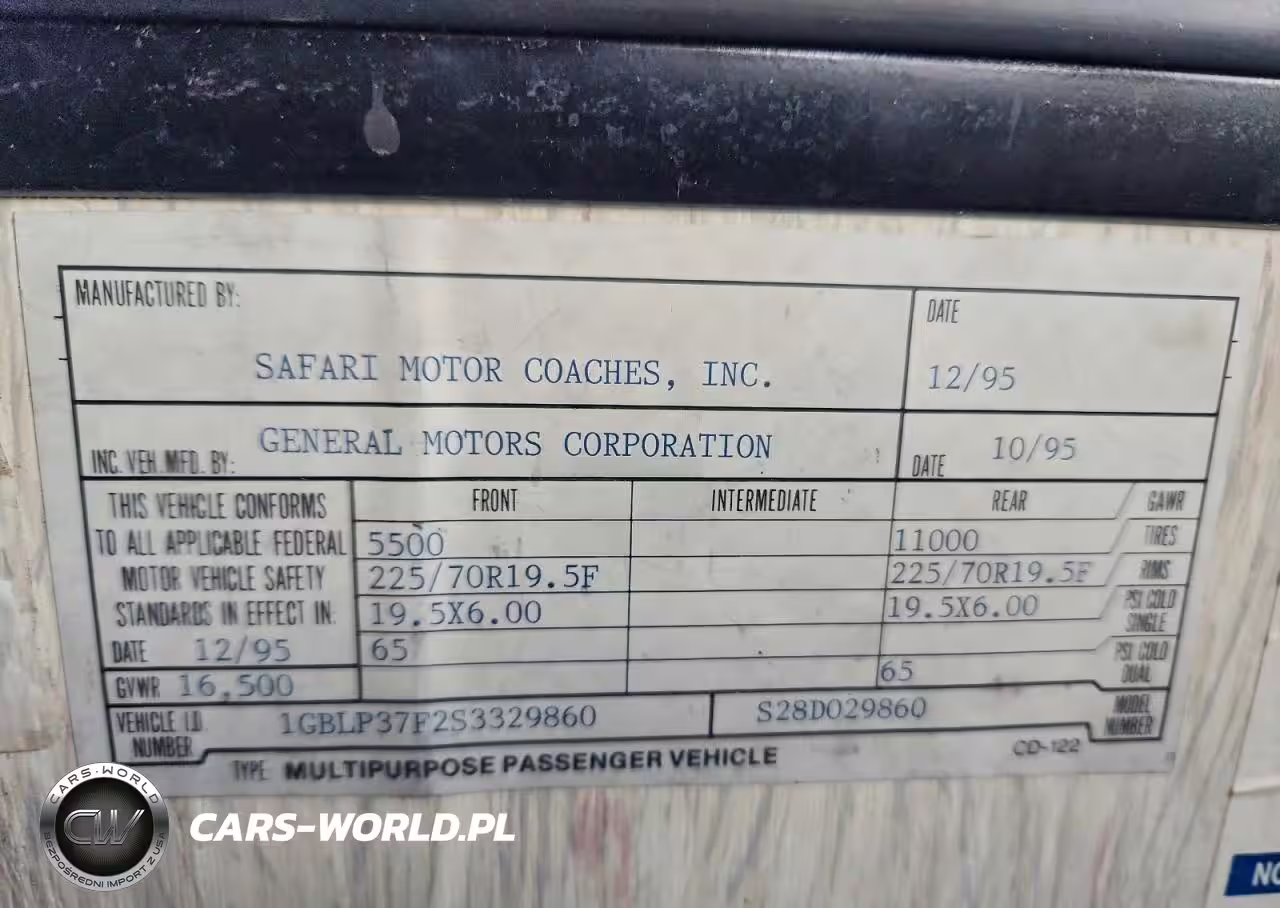 MANUFACTURED BY:
DATE
SAFARI MOTOR COACHES, INC.
12/95
INC. VEH. MFD. BY:
GENERAL MOTORS CORPORATION
DATE
10/95
THIS VEHICLE CONFORMS
TO ALL APPLICABLE FEDERAL
MOTOR VEHICLE SAFETY
STANDARDS IN EFFECT IN:
DATE 12/95
GVWR 16,500
FRONT INTERMEDIATE REAR GAWR
5500 11000 TIRES
225/70R19.5F 225/70R19.5F RIMS
19.5X6.00 19.5X6.00 PSI COLD
SINGLE
65
65 PSI COLD
DUAL
VEHICLE I.D.
NUMBER
1GBLP37F2S3329860
S28D029860
MODEL
NUMBER
TYPE: MULTIPURPOSE PASSENGER VEHICLE
CD-122
CARS-WORLD
CW
BEZPOŚREDNI IMPORT Z USA
CARS-WORLD.PL
NO